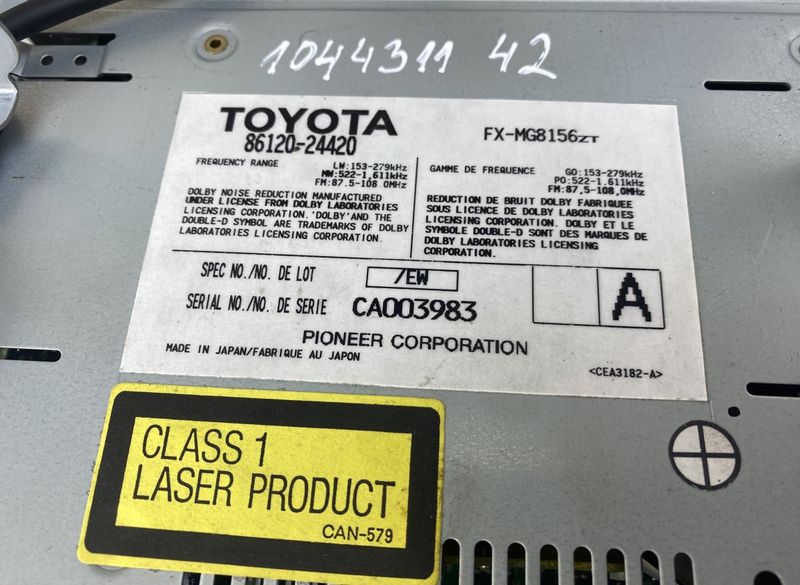 1044311 42
TOYOTA
86120-24420
FX-MG8156ZT
FREQUENCY RANGE
LW:153-279kHz
MW:522-1,611kHz
FM:87.5-108.0MHz
DOLBY NOISE REDUCTION MANUFACTURED
UNDER LICENSE FROM DOLBY LABORATORIES
LICENSING CORPORATION. 'DOLBY' AND THE
DOUBLE-D SYMBOL ARE TRADEMARKS OF DOLBY
LABORATORIES LICENSING CORPORATION.
GAMME DE FREQUENCE
GO:153-279kHz
PO:522-1,611kHz
FM:87,5-108,0MHz
REDUCTION DE BRUIT DOLBY FABRIQUEE
SOUS LICENCE DE DOLBY LABORATORIES
LICENSING CORPORATION. DOLBY ET LE
SYMBOLE DOUBLE-D SONT DES MARQUES DE
DOLBY LABORATORIES LICENSING
CORPORATION.
SPEC NO./NO. DE LOT /EW
SERIAL NO./NO. DE SERIE CA003983
A
PIONEER CORPORATION
MADE IN JAPAN/FABRIQUE AU JAPON
<CEA3182-A>
CLASS 1
LASER PRODUCT
CAN-579